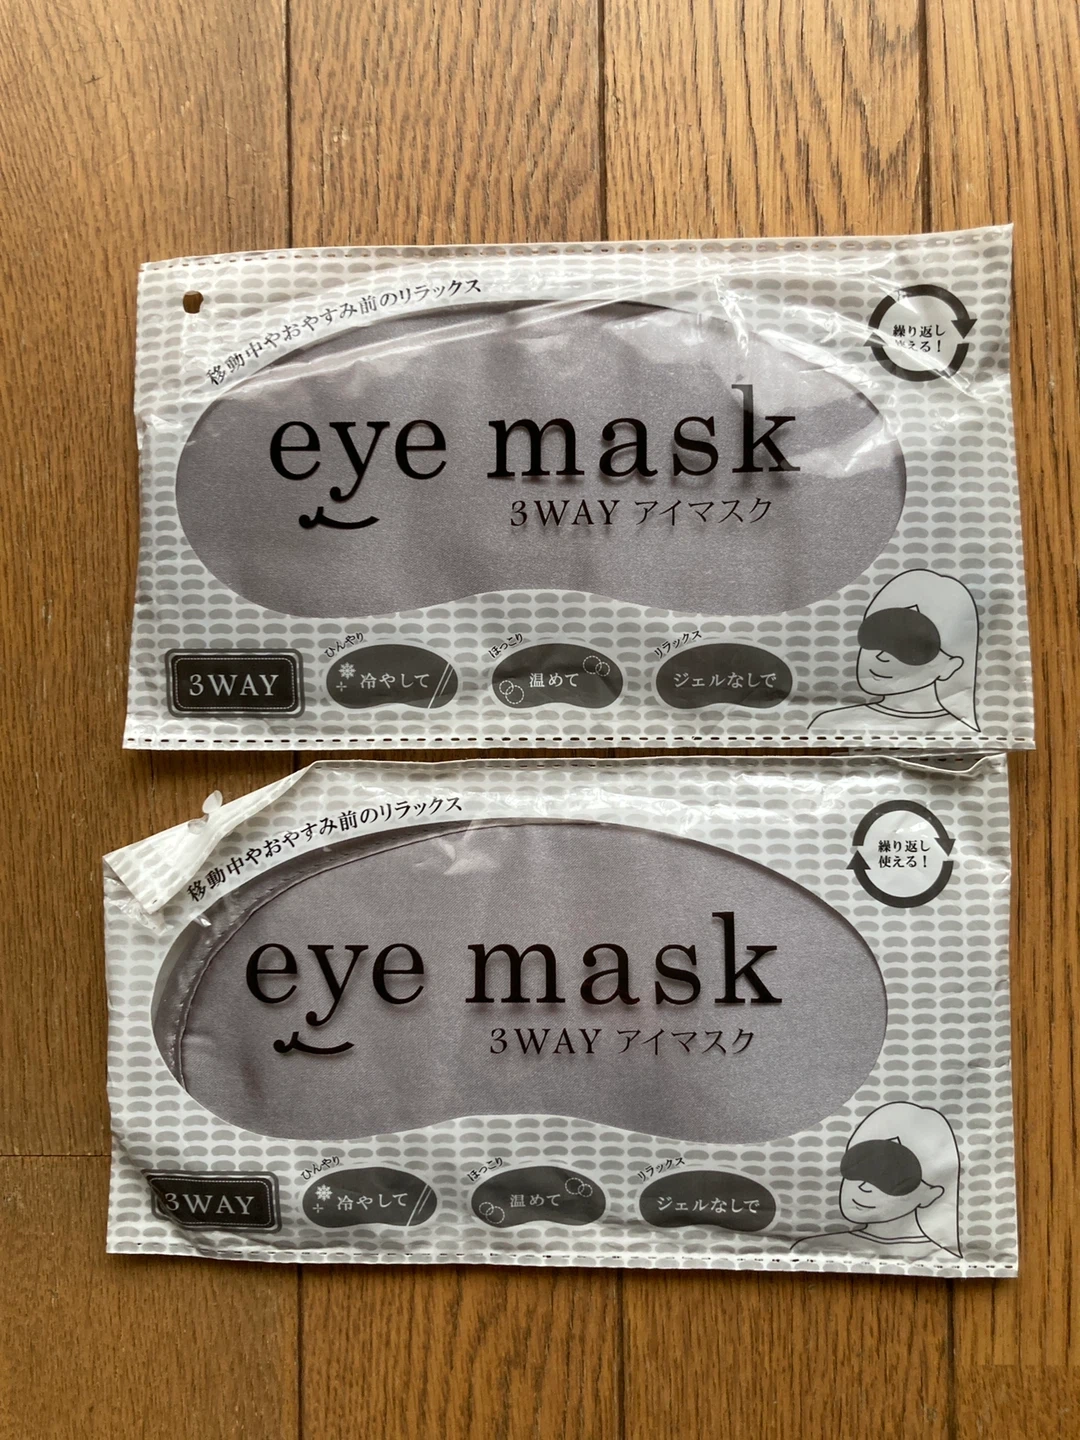 移動中やおやすみ前のリラックス
繰り返し
使える！
eye mask
3WAY アイマスク
3WAY
ひんやり
冷やして
ほっこり
温めて
リラックス
ジェルなしで
移動中やおやすみ前のリラックス
繰り返し
使える！
eye mask
3WAY アイマスク
3WAY
ひんやり
冷やして
ほっこり
温めて
リラックス
ジェルなしで